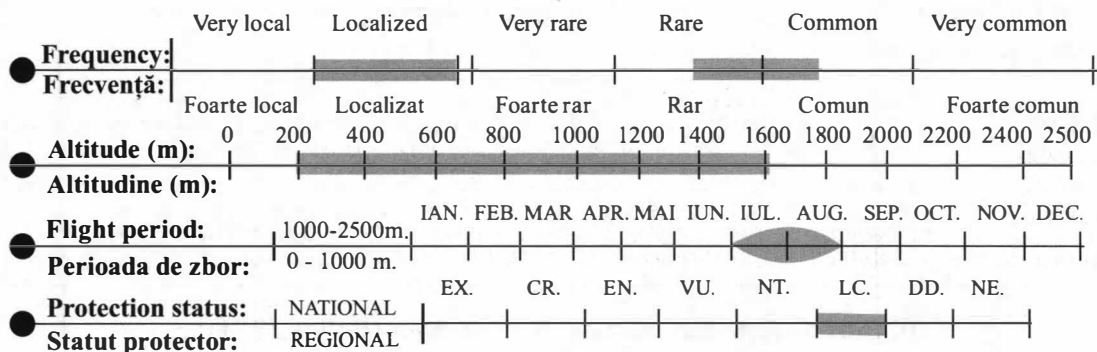 Very local Localized Very rare Rare Common Very common
Frequency:
Frecvență:
Foarte local Localizat Foarte rar Rar Comun Foarte comun
0 200 400 600 800 1000 1200 1400 1600 1800 2000 2200 2400 2500
Altitude (m):
Altitudine (m):
IAN. FEB. MAR APR. MAI IUN. IUL. AUG. SEP. OCT. NOV. DEC.
Flight period: 1000-2500m.
Perioada de zbor: 0 - 1000 m.
EX. CR. EN. VU. NT. LC. DD. NE.
Protection status: NATIONAL
Statut protector: REGIONAL